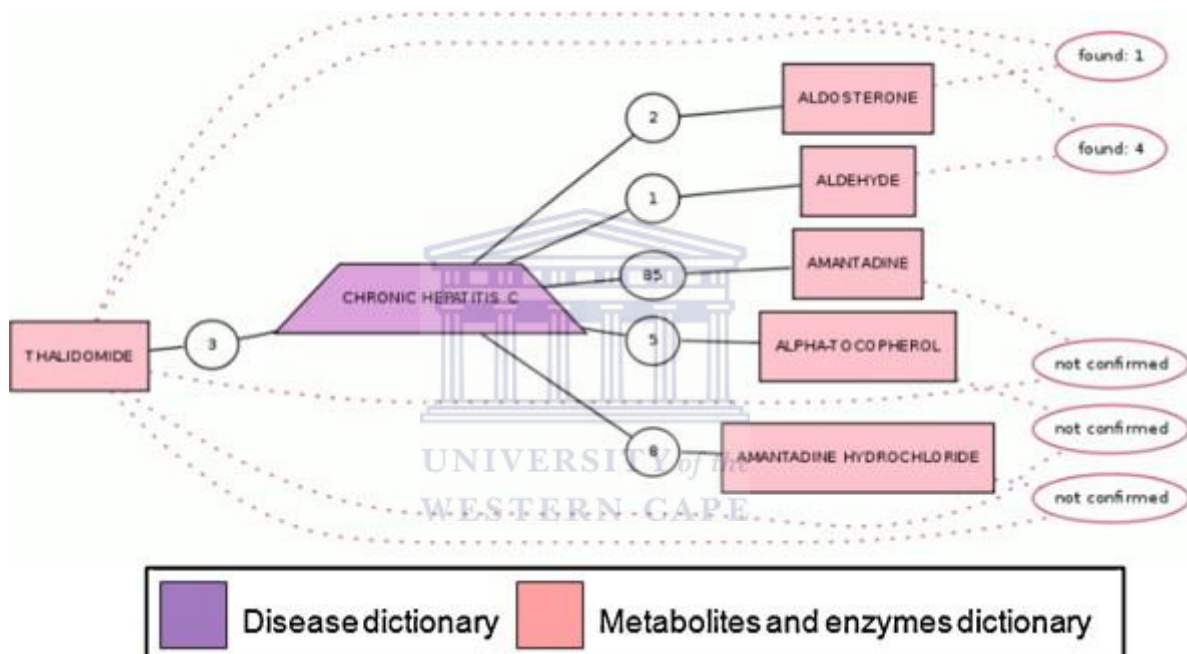 found: 1
ALDOSTERONE
2
found: 4
ALDEHYDE
1
AMANTADINE
85
CHRONIC HEPATITIS C
THALIDOMIDE
3
5
ALPHA-TOCOPHEROL
not confirmed
not confirmed
8
AMANTADINE HYDROCHLORIDE
not confirmed
UNIVERSITY of the
WESTERN CAPE
Disease dictionary
Metabolites and enzymes dictionary